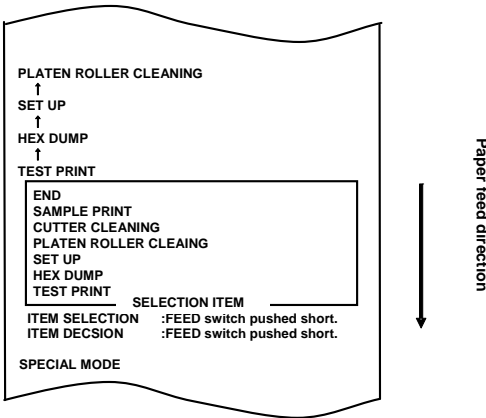 PLATEN ROLLER CLEANING
↑
SET UP
↑
HEX DUMP
↑
TEST PRINT
END
SAMPLE PRINT
CUTTER CLEANING
PLATEN ROLLER CLEAING
SET UP
HEX DUMP
TEST PRINT
SELECTION ITEM
ITEM SELECTION :FEED switch pushed short.
ITEM DECSION :FEED switch pushed short.
SPECIAL MODE
Paper feed direction